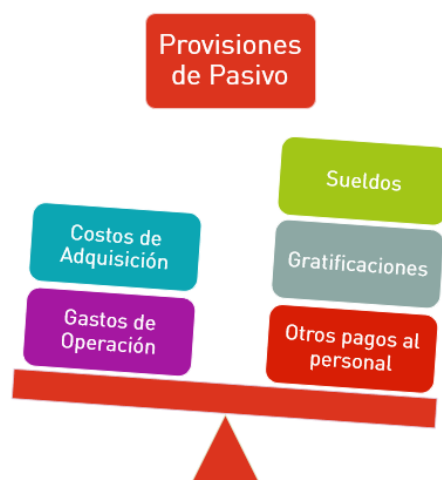 Provisiones
de Pasivo
Sueldos
Costos de
Adquisición
Gratificaciones
Gastos de
Operación
Otros pagos al
personal